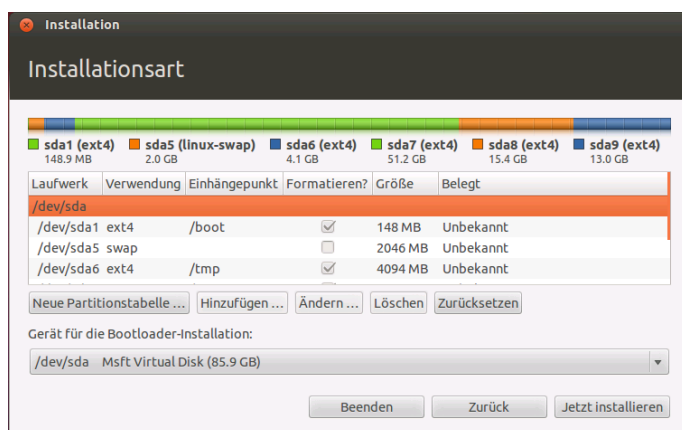 Installation
Installationsart
sda1 (ext4) sda5 (linux-swap) sda6 (ext4) sda7 (ext4) sda8 (ext4) sda9 (ext4)
148.9 MB 2.0 GB 4.1 GB 51.2 GB 15.4 GB 13.0 GB
Laufwerk Verwendung Einhängepunkt Formatieren? Größe Belegt
/dev/sda
/dev/sda1 ext4 /boot 148 MB Unbekannt
/dev/sda5 swap 2046 MB Unbekannt
/dev/sda6 ext4 /tmp 4094 MB Unbekannt
Neue Partitionstabelle ... Hinzufügen ... Ändern ... Löschen Zurücksetzen
Gerät für die Bootloader-Installation:
/dev/sda Msft Virtual Disk (85.9 GB)
Beenden Zurück Jetzt installieren